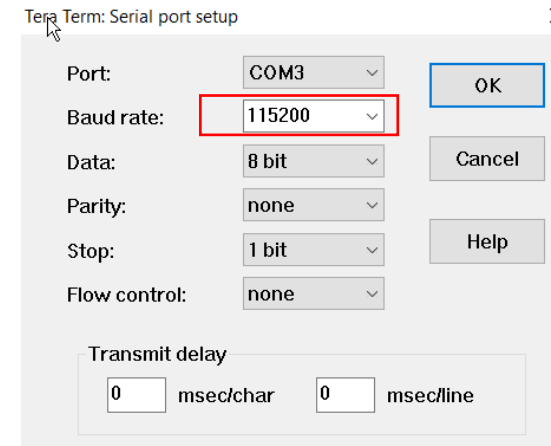 Tera Term: Serial port setup
Port: COM3 OK
Baud rate: 115200
Data: 8 bit Cancel
Parity: none
Stop: 1 bit Help
Flow control: none
Transmit delay
0 msec/char 0 msec/line